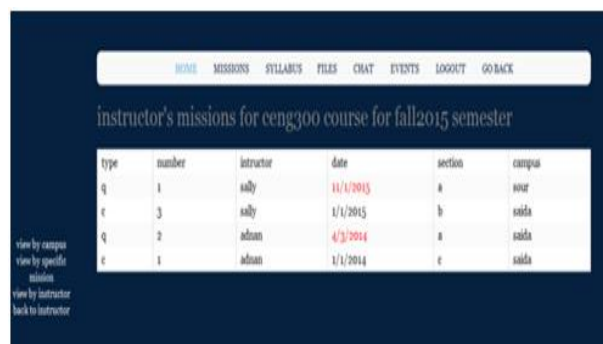 HOME MISSIONS SYLLABUS FILES CHAT EVENTS LOGOUT GO BACK
instructor's missions for ceng300 course for fall2015 semester
type number intructor date section campus
q 1 sally 11/1/2015 a sour
e 3 sally 1/1/2015 b saida
q 2 adnan 4/3/2014 a saida
e 1 adnan 1/1/2014 c saida
view by campus
view by specific
mission
view by instructor
back to instructor